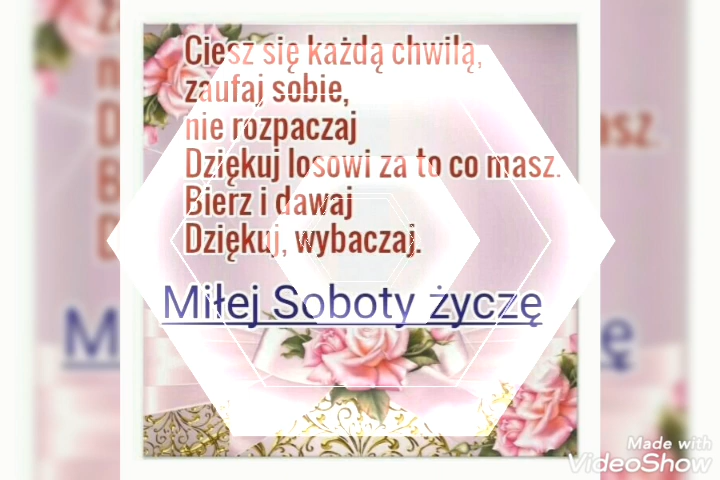 Ciesz się każdą chwilą,
zaufaj sobie,
nie rozpaczaj
Dziękuj losowi za to co masz.
Bierz i dawaj
Dziękuj, wybaczaj.
Miłej Soboty życzę
Made with
VideoShow